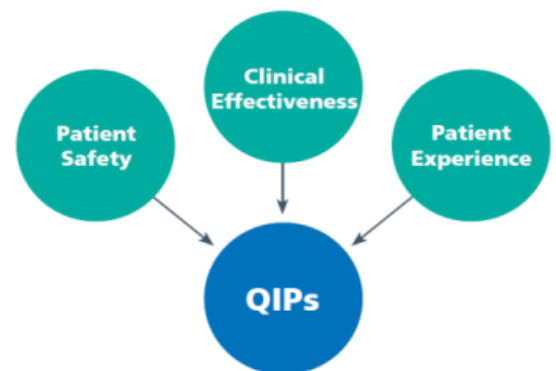 Clinical
Effectiveness
Patient
Safety
Patient
Experience
QIPs